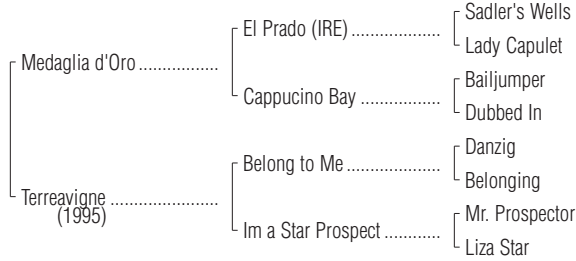 Sadler's Wells
El Prado (IRE) ....................
Lady Capulet
Medaglia d'Oro .................
Bailjumper
Cappucino Bay ..................
Dubbed In
Danzig
Belong to Me .....................
Belonging
Terreavigne .......................
(1995)
Mr. Prospector
Im a Star Prospect .............
Liza Star